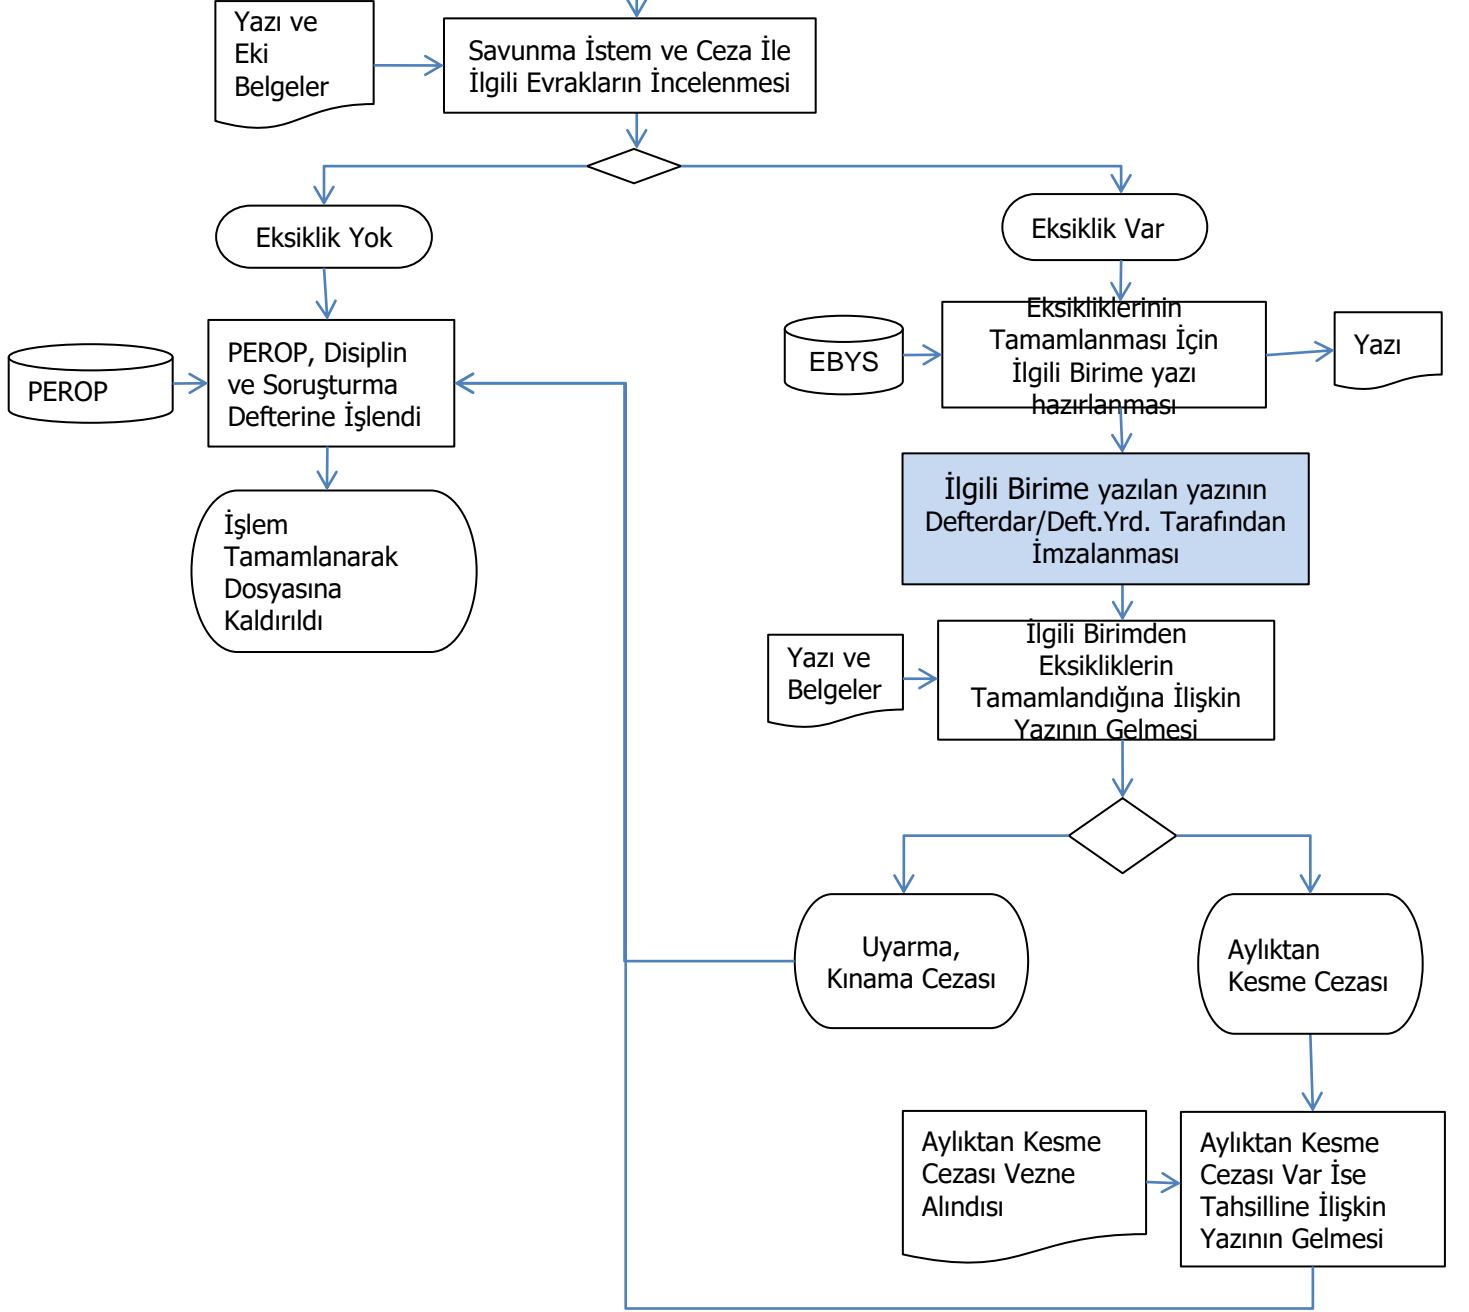 Yazı ve
Eki
Belgeler
Savunma İstem ve Ceza İle
İlgili Evrakların İncelenmesi
Eksiklik Yok
Eksiklik Var
PEROP
PEROP, Disiplin
ve Soruşturma
Defterine İşlendi
EBYS
Eksikliklerinin
Tamamlanması İçin
İlgili Birime yazı
hazırlanması
Yazı
İlgili Birime yazılan yazının
Defterdar/Deft.Yrd. Tarafından
İmzalanması
İşlem
Tamamlanarak
Dosyasına
Kaldırıldı
Yazı ve
Belgeler
İlgili Birimden
Eksikliklerin
Tamamlandığına İlişkin
Yazının Gelmesi
Uyarma,
Kınama Cezası
Aylıktan
Kesme Cezası
Aylıktan Kesme
Cezası Vezne
Alındısı
Aylıktan Kesme
Cezası Var İse
Tahsilline İlişkin
Yazının Gelmesi